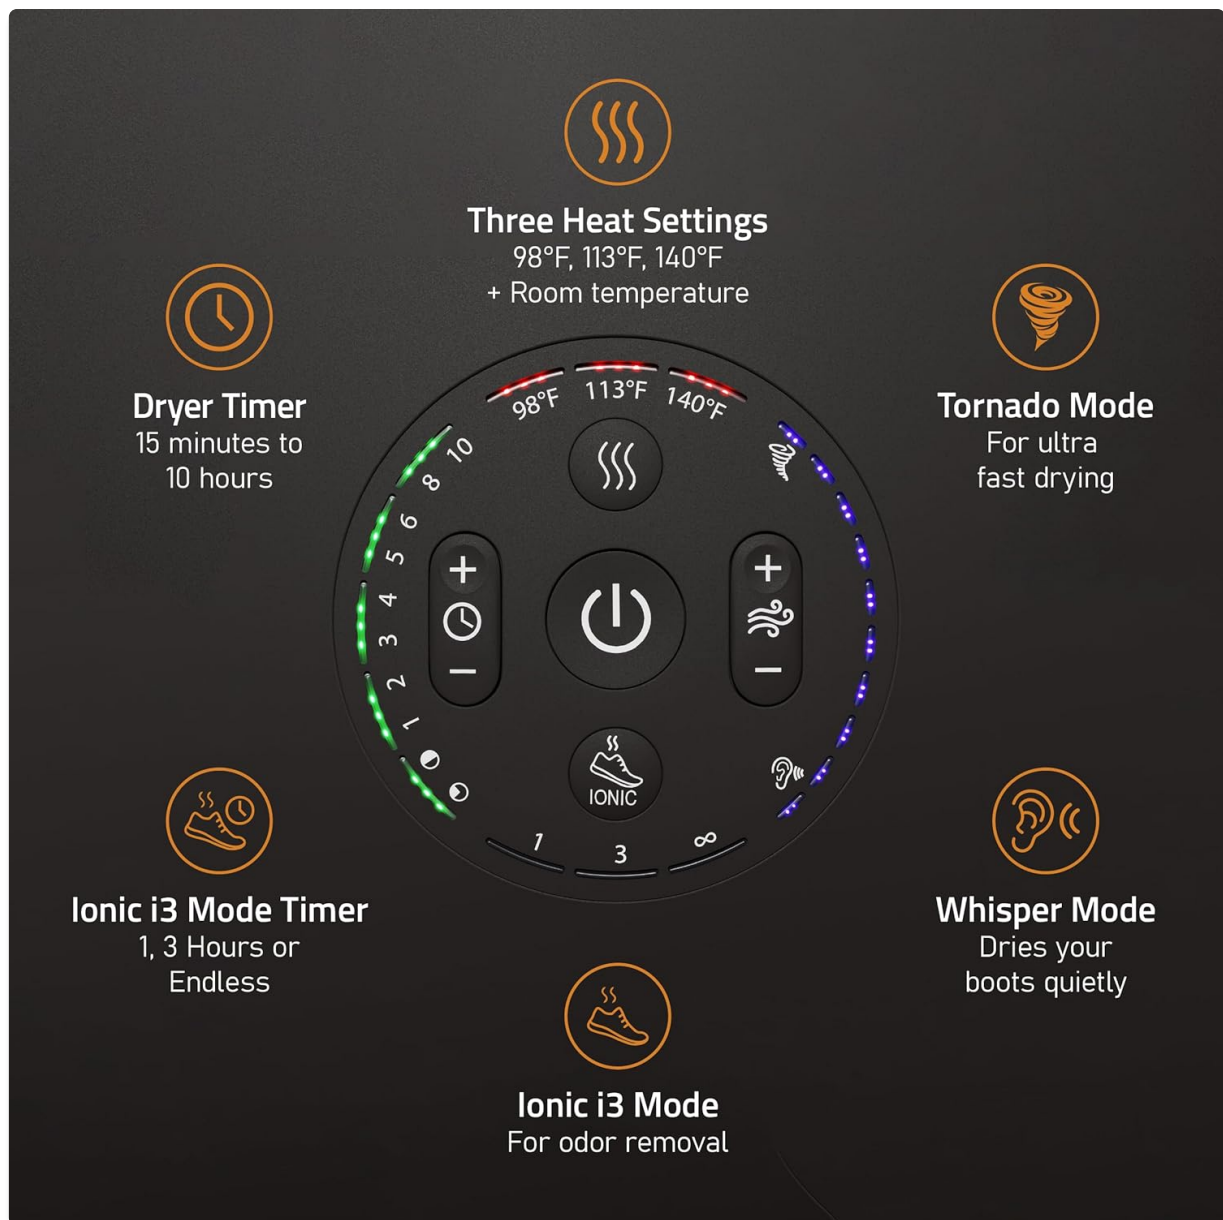 Three Heat Settings
98°F, 113°F, 140°F
+ Room temperature
Dryer Timer
15 minutes to
10 hours
Tornado Mode
For ultra
fast drying
98°F
113°F
140°F
10
8
6
5
4
3
2
1
+
−
+
−
IONIC
1
3
∞
Ionic i3 Mode Timer
1, 3 Hours or
Endless
Whisper Mode
Dries your
boots quietly
Ionic i3 Mode
For odor removal